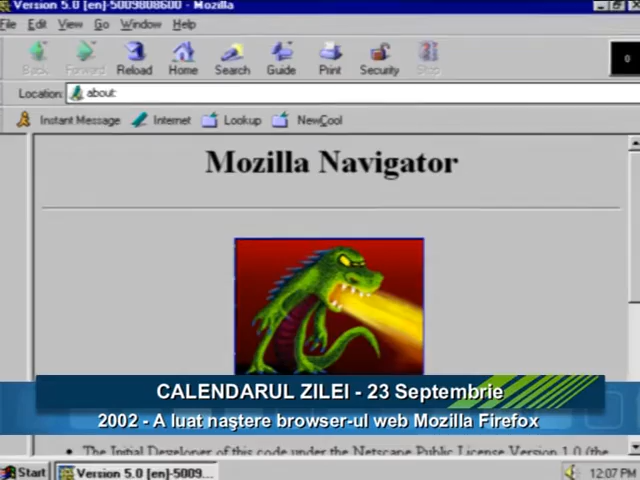 Version 5.0 [en]-5009808600 - Mozilla
File Edit View Go Window Help
Back Forward Reload Home Search Guide Print Security Stop
Location: about:
Instant Message Internet Lookup New&Cool
Mozilla Navigator
CALENDARUL ZILEI - 23 Septembrie
2002 - A luat naştere browser-ul web Mozilla Firefox
The Initial Developer of this code under the Netscape Public License Version 1.0 (the
Start Version 5.0 [en]-5009... 12:07 PM